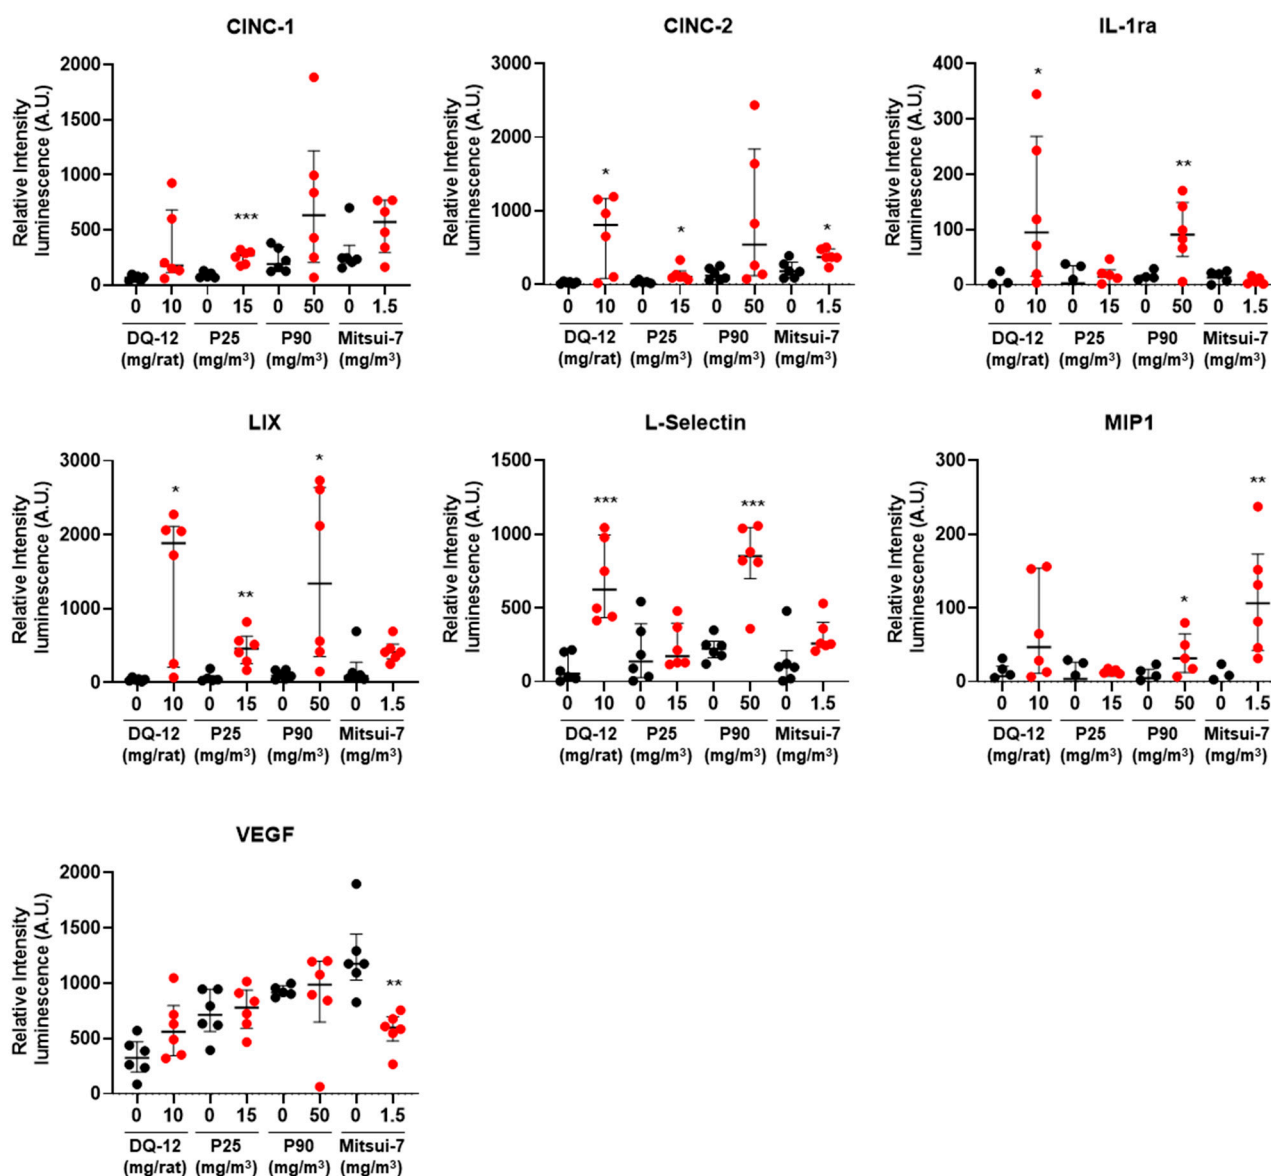 CINC-1
Relative Intensity
luminescence (A.U.)
2000
1500
1000
500
0
***
0 10 0 15 0 50 0 1.5
DQ-12 P25 P90 Mitsui-7
(mg/rat) (mg/m³) (mg/m³) (mg/m³)
CINC-2
Relative Intensity
luminescence (A.U.)
3000
2000
1000
0
* * *
0 10 0 15 0 50 0 1.5
DQ-12 P25 P90 Mitsui-7
(mg/rat) (mg/m³) (mg/m³) (mg/m³)
IL-1ra
Relative Intensity
luminescence (A.U.)
400
300
200
100
0
* **
0 10 0 15 0 50 0 1.5
DQ-12 P25 P90 Mitsui-7
(mg/rat) (mg/m³) (mg/m³) (mg/m³)
LIX
Relative Intensity
luminescence (A.U.)
3000
2000
1000
0
* ** *
0 10 0 15 0 50 0 1.5
DQ-12 P25 P90 Mitsui-7
(mg/rat) (mg/m³) (mg/m³) (mg/m³)
L-Selectin
Relative Intensity
luminescence (A.U.)
1500
1000
500
0
*** ***
0 10 0 15 0 50 0 1.5
DQ-12 P25 P90 Mitsui-7
(mg/rat) (mg/m³) (mg/m³) (mg/m³)
MIP1
Relative Intensity
luminescence (A.U.)
300
200
100
0
* **
0 10 0 15 0 50 0 1.5
DQ-12 P25 P90 Mitsui-7
(mg/rat) (mg/m³) (mg/m³) (mg/m³)
VEGF
Relative Intensity
luminescence (A.U.)
2000
1500
1000
500
0
**
0 10 0 15 0 50 0 1.5
DQ-12 P25 P90 Mitsui-7
(mg/rat) (mg/m³) (mg/m³) (mg/m³)